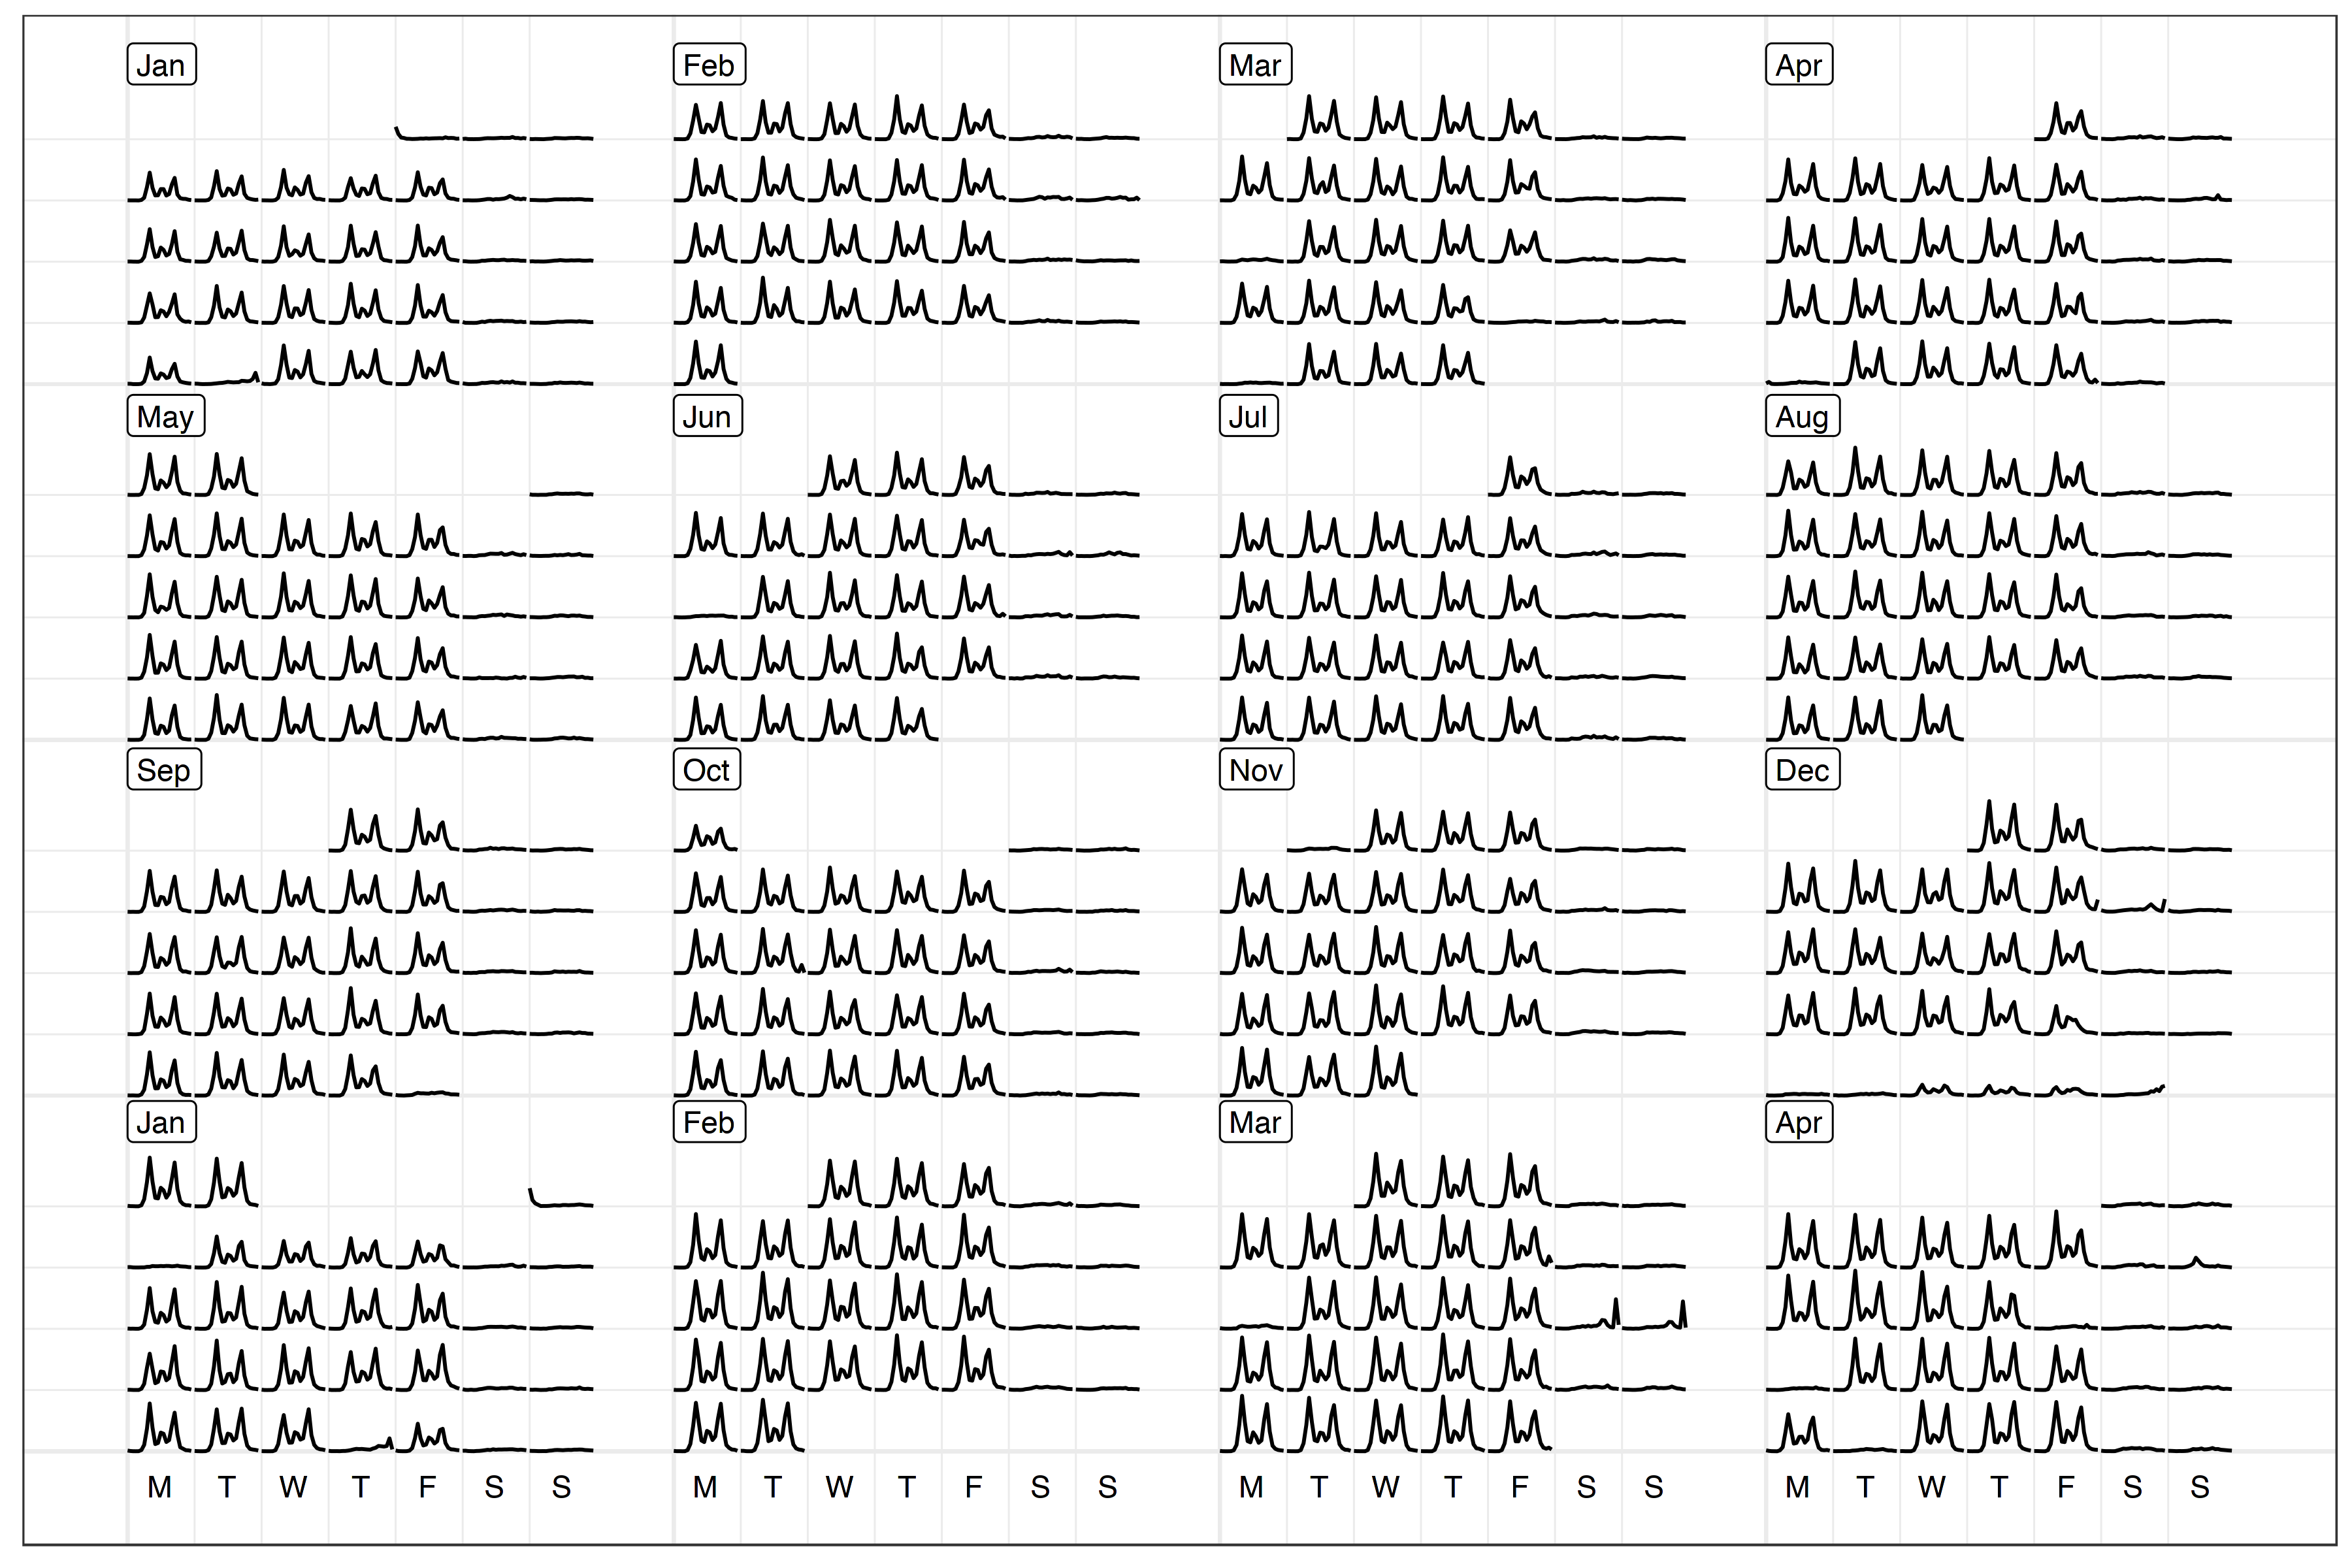 Jan Feb Mar Apr
May Jun Jul Aug
Sep Oct Nov Dec
Jan Feb Mar Apr
M T W T F S S M T W T F S S M T W T F S S M T W T F S S